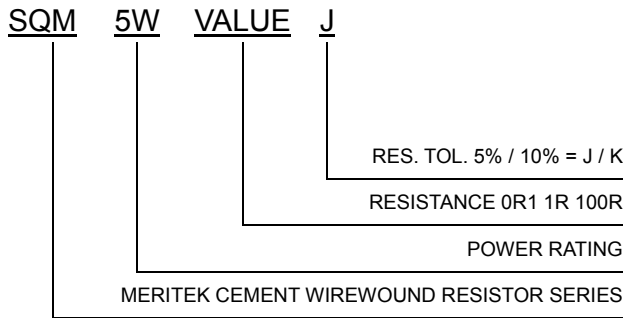 SQM 5W VALUE J
RES. TOL. 5% / 10% = J / K
RESISTANCE 0R1 1R 100R
POWER RATING
MERITEK CEMENT WIREWOUND RESISTOR SERIES